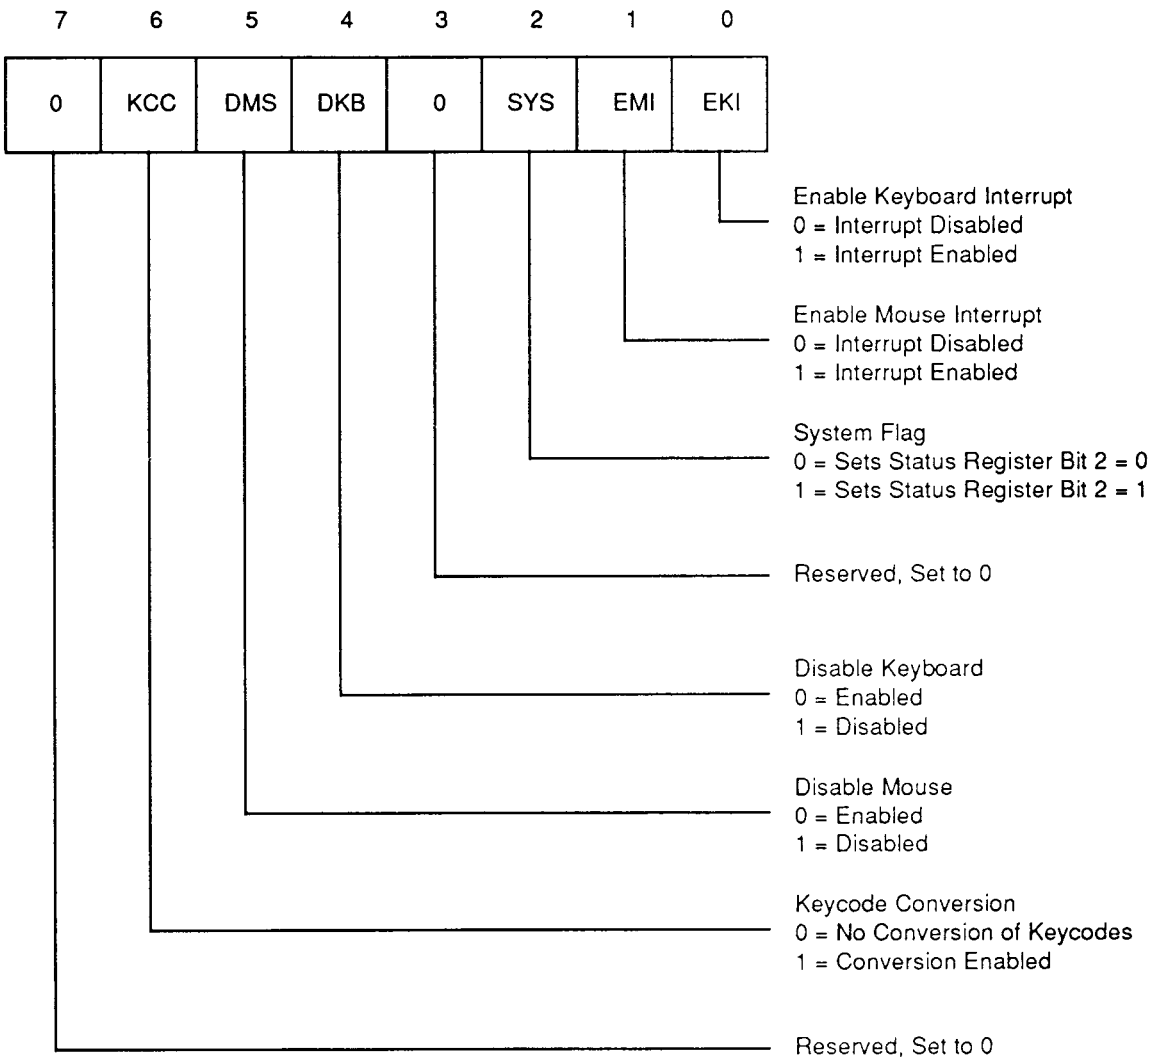 7 6 5 4 3 2 1 0
0 KCC DMS DKB 0 SYS EMI EKI
Enable Keyboard Interrupt
0 = Interrupt Disabled
1 = Interrupt Enabled
Enable Mouse Interrupt
0 = Interrupt Disabled
1 = Interrupt Enabled
System Flag
0 = Sets Status Register Bit 2 = 0
1 = Sets Status Register Bit 2 = 1
Reserved, Set to 0
Disable Keyboard
0 = Enabled
1 = Disabled
Disable Mouse
0 = Enabled
1 = Disabled
Keycode Conversion
0 = No Conversion of Keycodes
1 = Conversion Enabled
Reserved, Set to 0